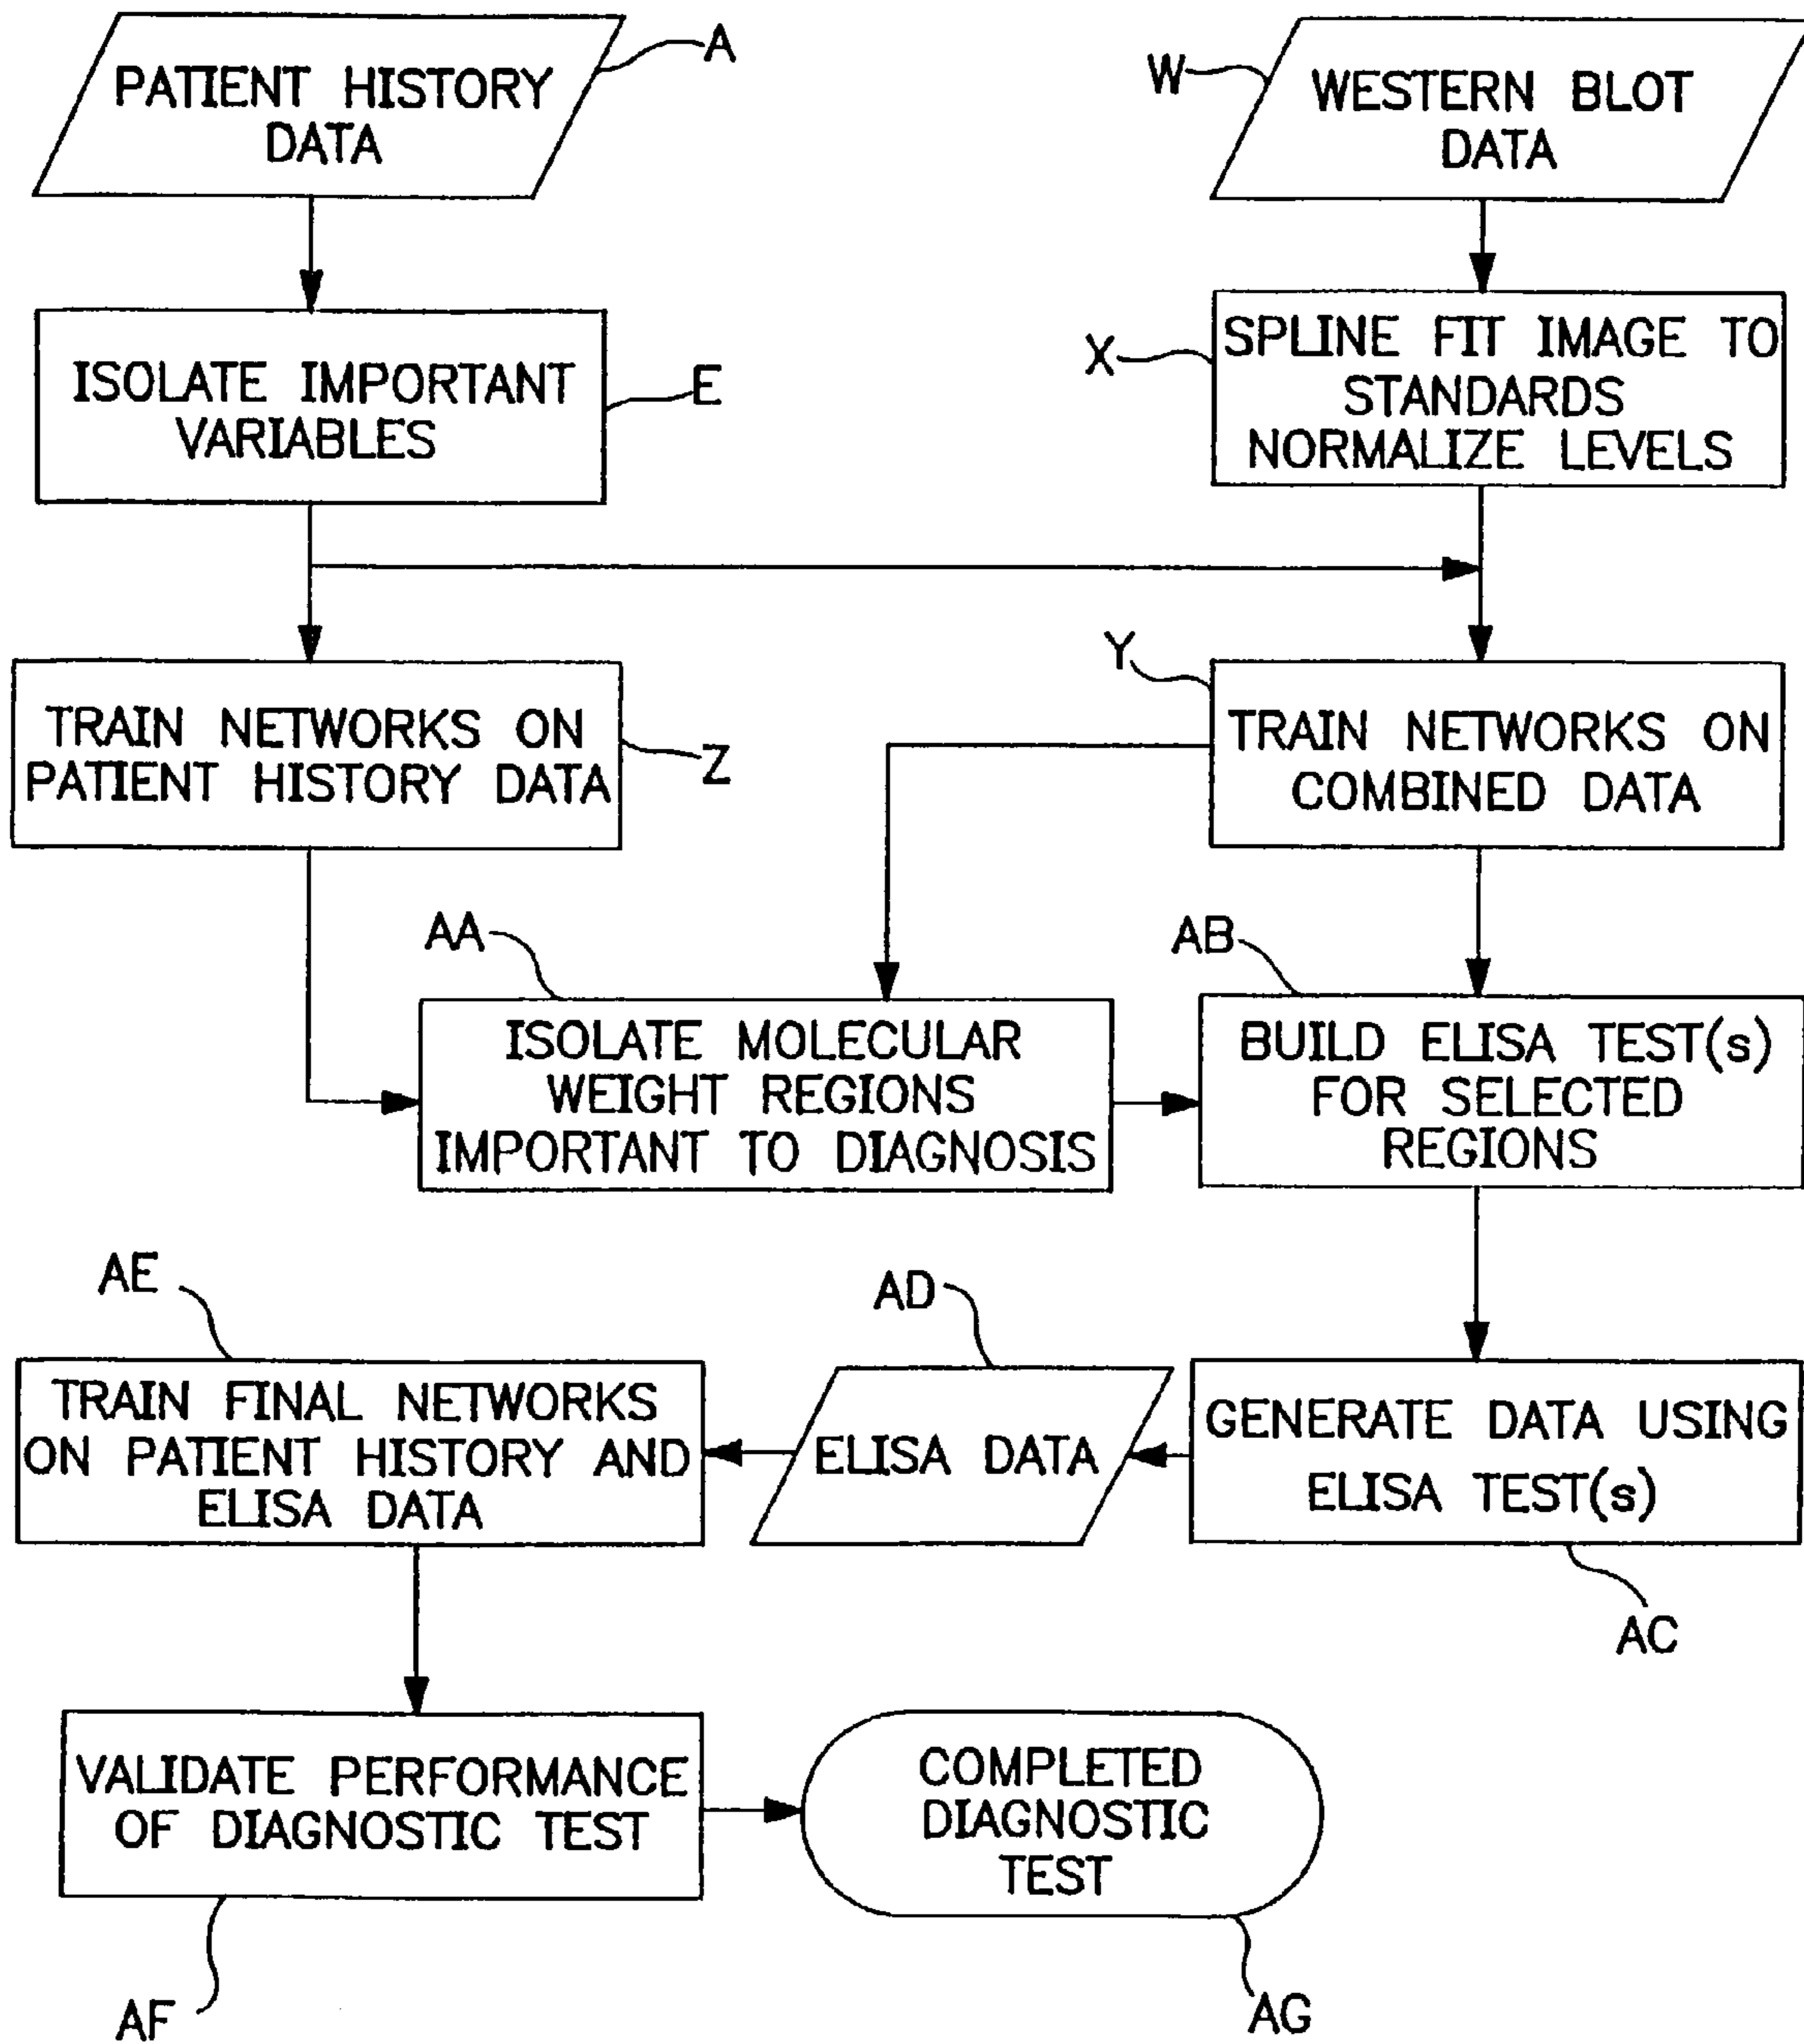 PATIENT HISTORY
DATA
A
W
WESTERN BLOT
DATA
ISOLATE IMPORTANT
VARIABLES
E
X
SPLINE FIT IMAGE TO
STANDARDS
NORMALIZE LEVELS
TRAIN NETWORKS ON
PATIENT HISTORY DATA
Z
Y
TRAIN NETWORKS ON
COMBINED DATA
AA
ISOLATE MOLECULAR
WEIGHT REGIONS
IMPORTANT TO DIAGNOSIS
AB
BUILD ELISA TEST(s)
FOR SELECTED
REGIONS
AE
TRAIN FINAL NETWORKS
ON PATIENT HISTORY AND
ELISA DATA
AD
ELISA DATA
GENERATE DATA USING
ELISA TEST(s)
AC
VALIDATE PERFORMANCE
OF DIAGNOSTIC TEST
AF
COMPLETED
DIAGNOSTIC
TEST
AG